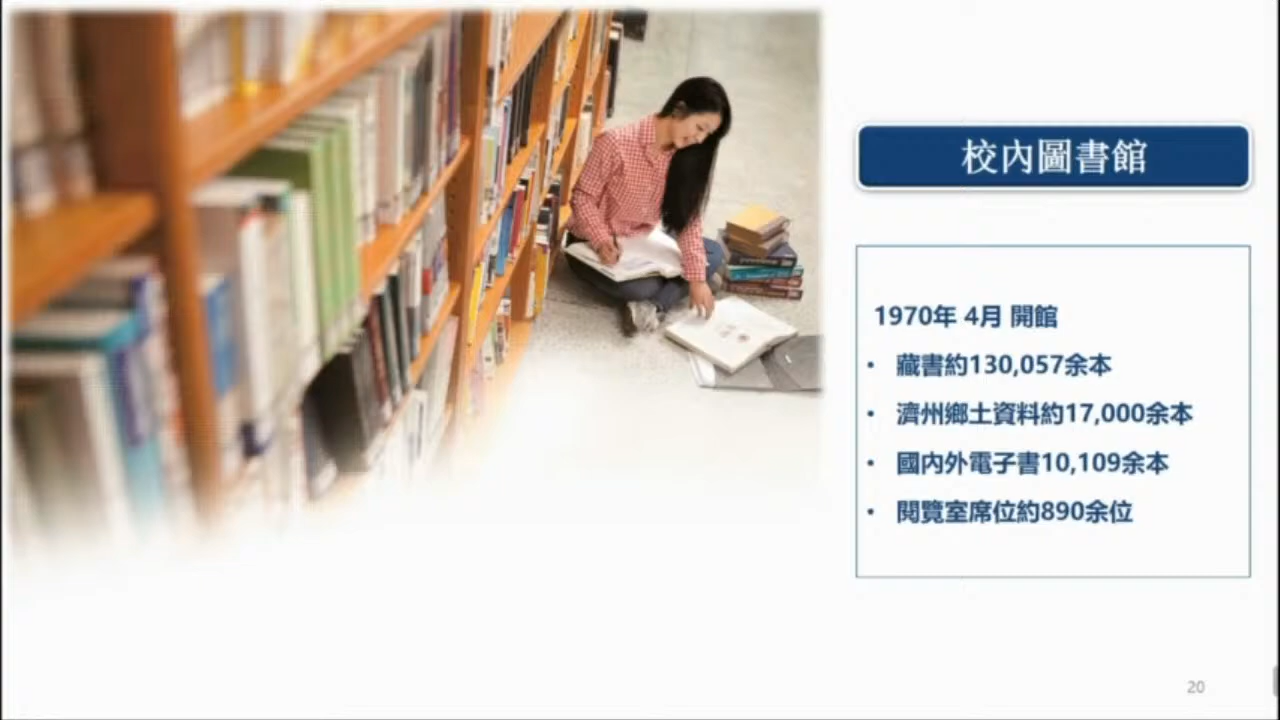 校內圖書館
1970年 4月 開館
• 藏書約130,057余本
• 濟州鄉土資料約17,000余本
• 國內外電子書10,109余本
• 閱覽室席位約890余位
20